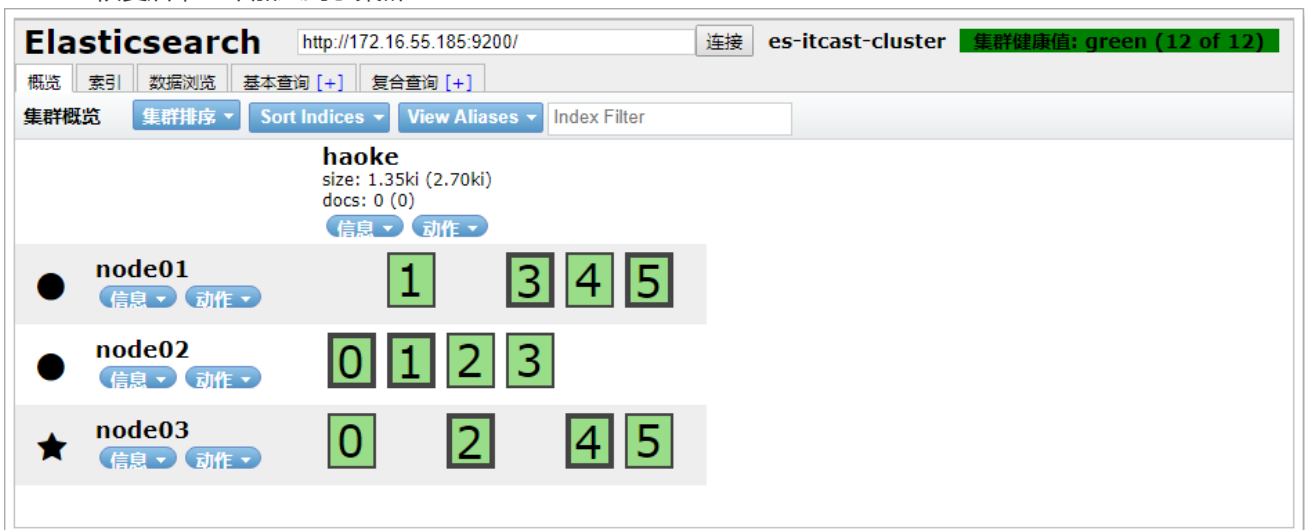 Elasticsearch http://172.16.55.185:9200/ 连接 es-itcast-cluster 集群健康值: green (12 of 12)
概览 索引 数据浏览 基本查询 [+] 复合查询 [+]
集群概览 集群排序 Sort Indices View Aliases Index Filter
haoke
size: 1.35ki (2.70ki)
docs: 0 (0)
信息 动作
node01
信息 动作
1 3 4 5
node02
信息 动作
0 1 2 3
node03
信息 动作
0 2 4 5